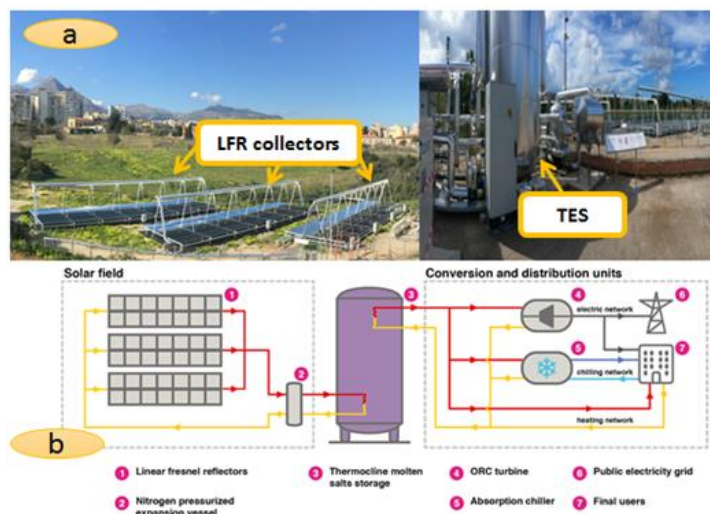 a
LFR collectors
TES
Solar field
Conversion and distribution units
1
2
3
4
electric network
6
5
chilling network
7
heating network
b
1 Linear fresnel reflectors
3 Thermocline molten
salts storage
4 ORC turbine
6 Public electricity grid
2 Nitrogen pressurized
expansion vessel
5 Absorption chiller
7 Final users